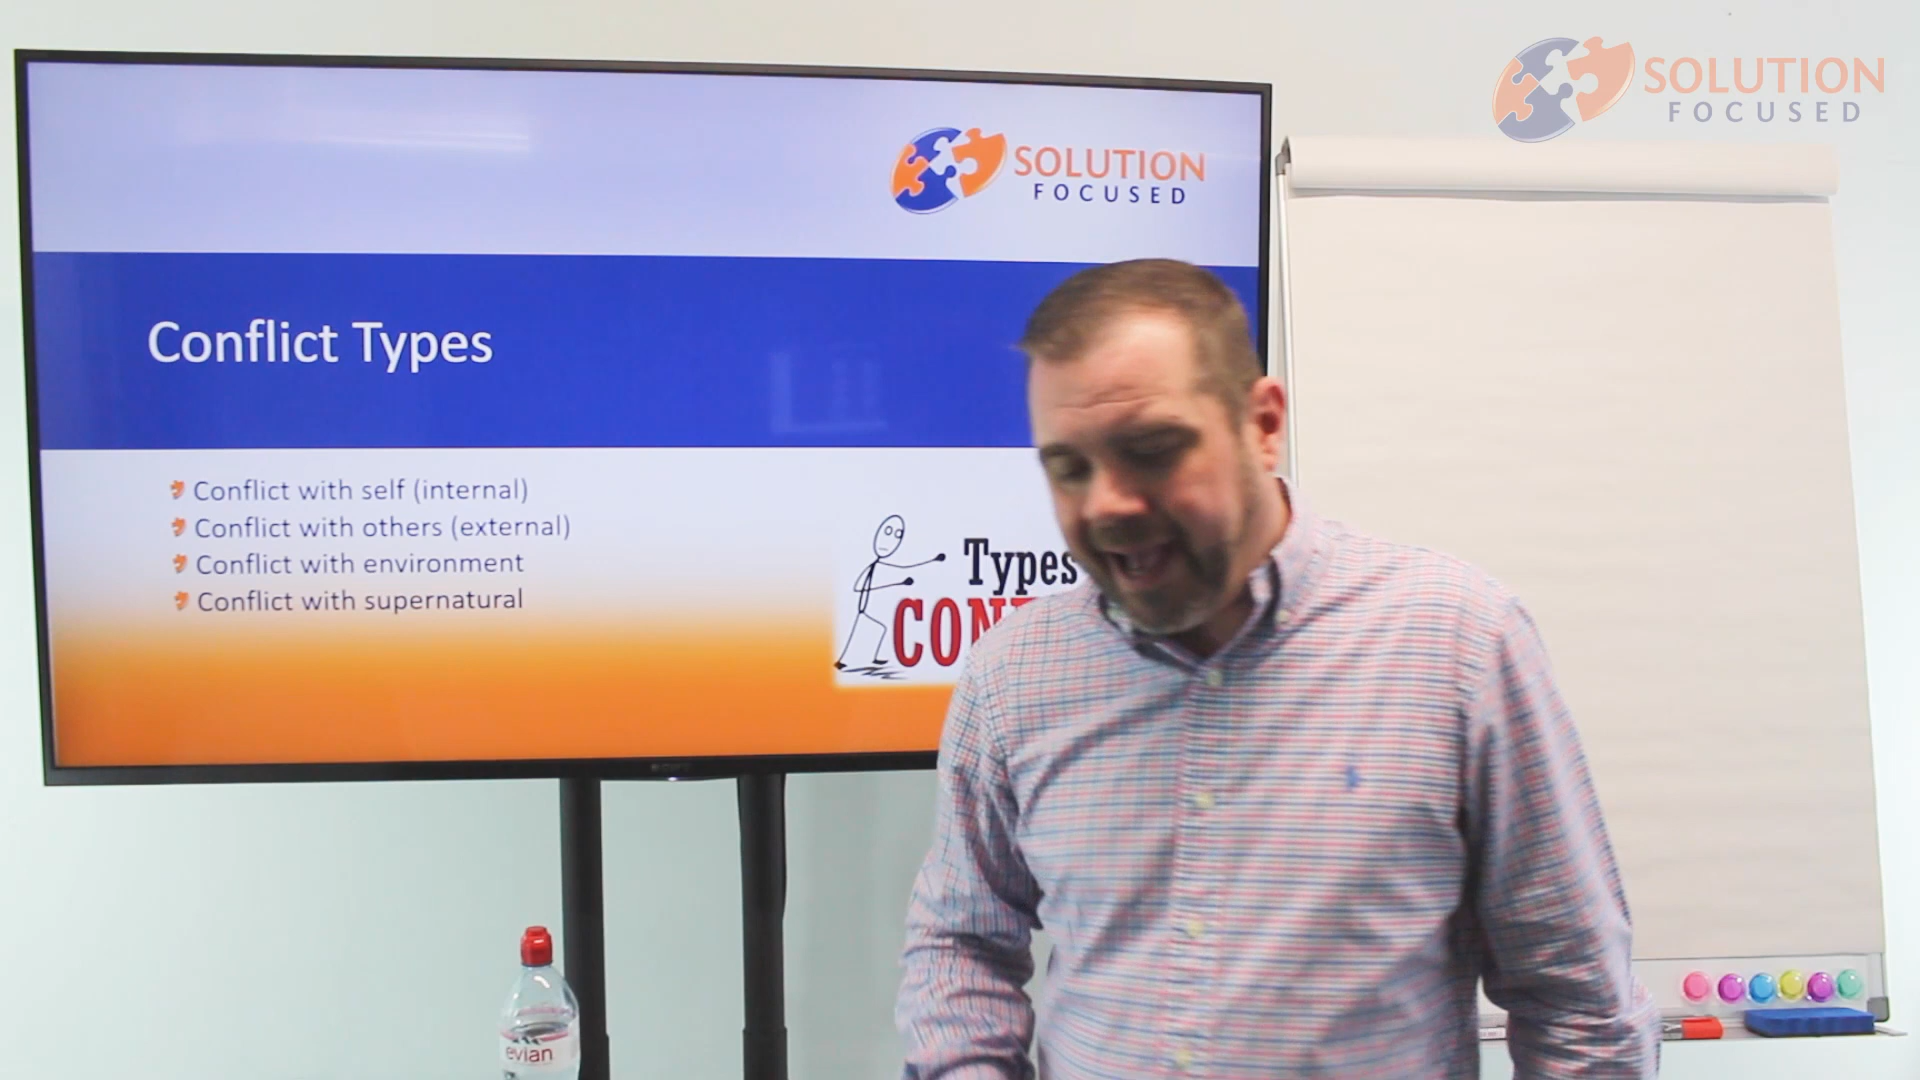 SOLUTION
FOCUSED
SOLUTION
FOCUSED
Conflict Types
Conflict with self (internal)
Conflict with others (external)
Conflict with environment
Conflict with supernatural
Types
evian